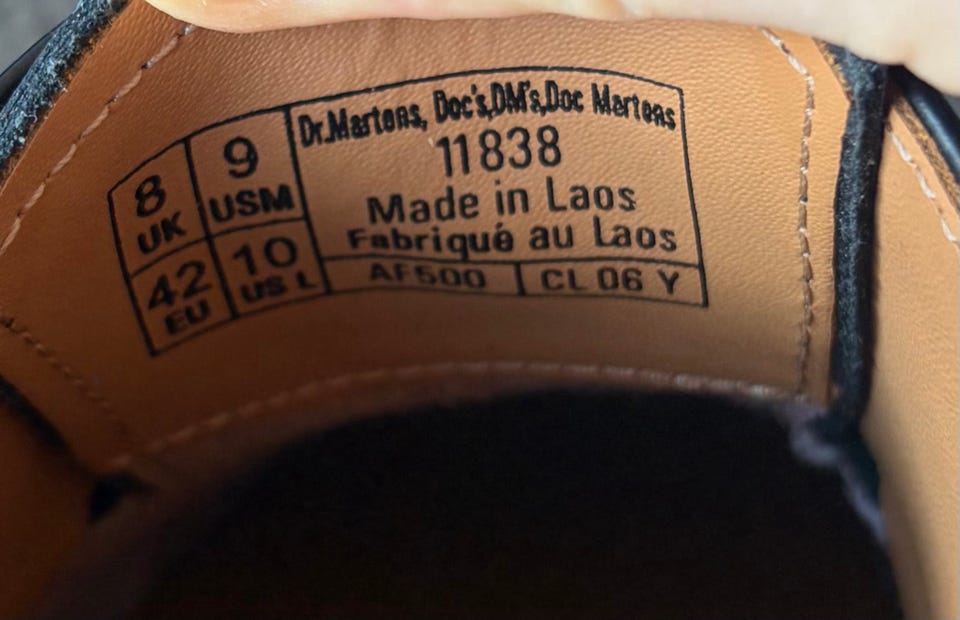 8 UK
9 USM
42 EU
10 US L
Dr.Martens, Doc's,DM's,Doc Martens
11838
Made in Laos
Fabriqué au Laos
AF500 CL 06 Y